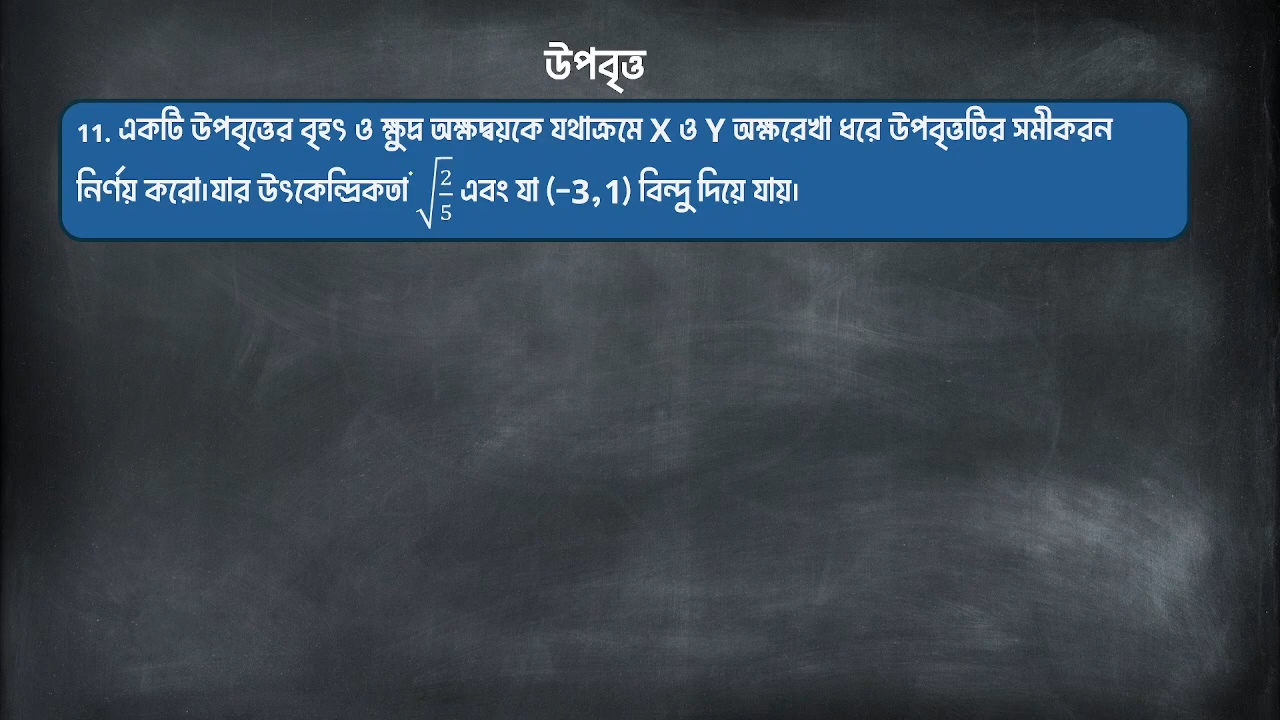 উপবৃত্ত
11. একটি উপবৃত্তের বৃহৎ ও ক্ষুদ্র অক্ষদ্বয়কে যথাক্রমে X ও Y অক্ষরেখা ধরে উপবৃত্তটির সমীকরন
নির্ণয় করো।যার উৎকেন্দ্রিকতা √(2/5) এবং যা (−3,1) বিন্দু দিয়ে যায়।